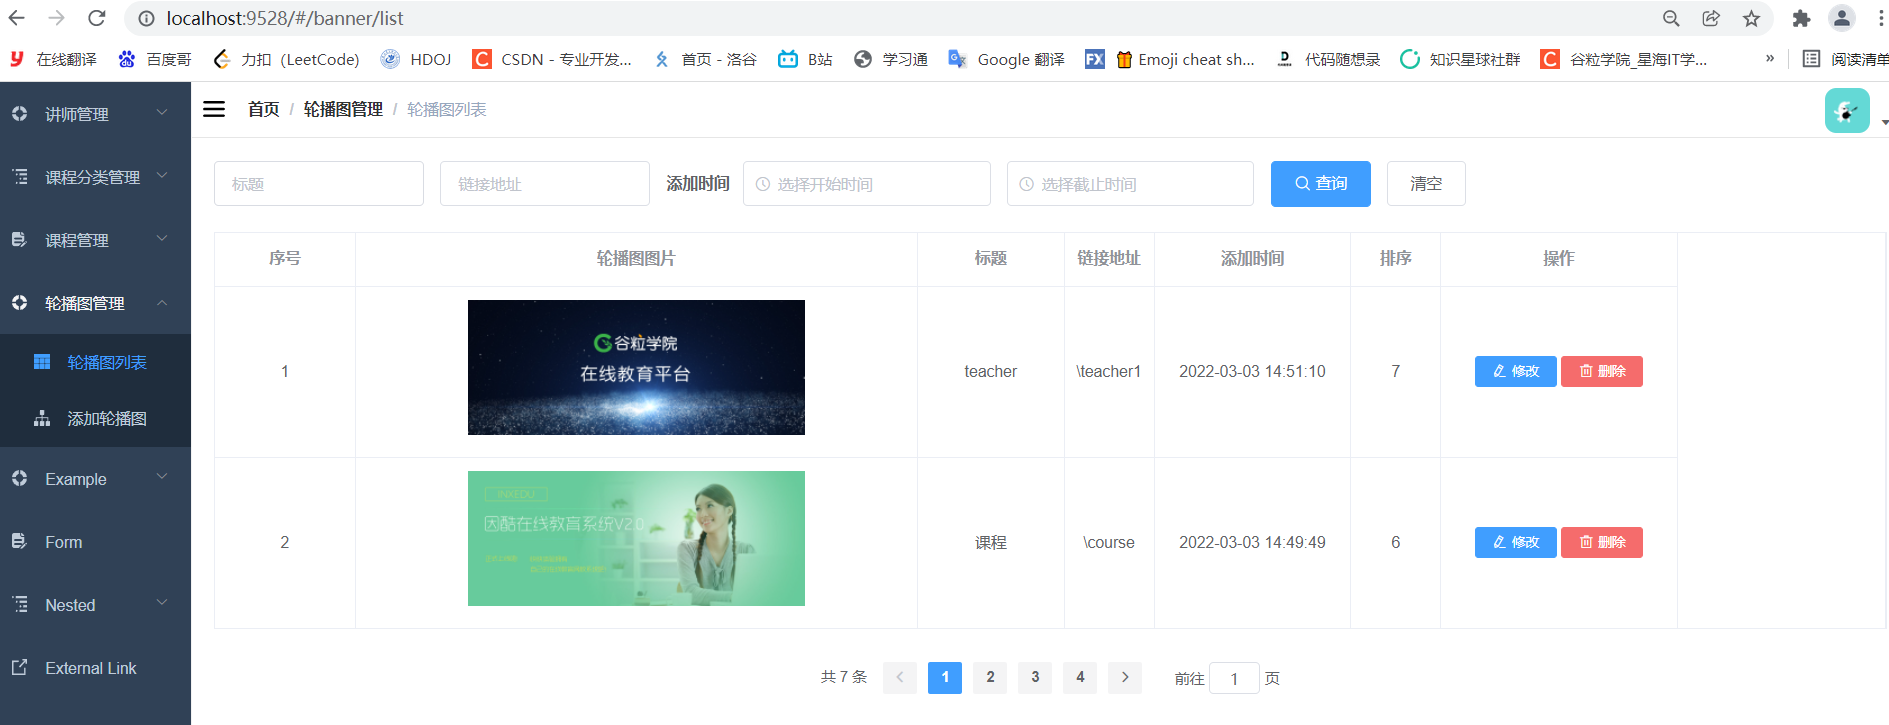 localhost:9528/#/banner/list
在线翻译 百度哥 力扣（LeetCode） HDOJ CSDN - 专业开发... 首页 - 洛谷 B站 学习通 Google 翻译 Emoji cheat sh... 代码随想录 知识星球社群 谷粒学院_星海IT学... » 阅读清单
首页 / 轮播图管理 / 轮播图列表
讲师管理
课程分类管理
课程管理
轮播图管理
轮播图列表
添加轮播图
Example
Form
Nested
External Link
标题 链接地址 添加时间 选择开始时间 选择截止时间 查询 清空
序号 轮播图图片 标题 链接地址 添加时间 排序 操作
谷粒学院
在线教育平台
1 teacher \teacher1 2022-03-03 14:51:10 7 修改 删除
INXEDU
因酷在线教育系统V2.0
2 课程 \course 2022-03-03 14:49:49 6 修改 删除
共 7 条 1 2 3 4 前往 1 页